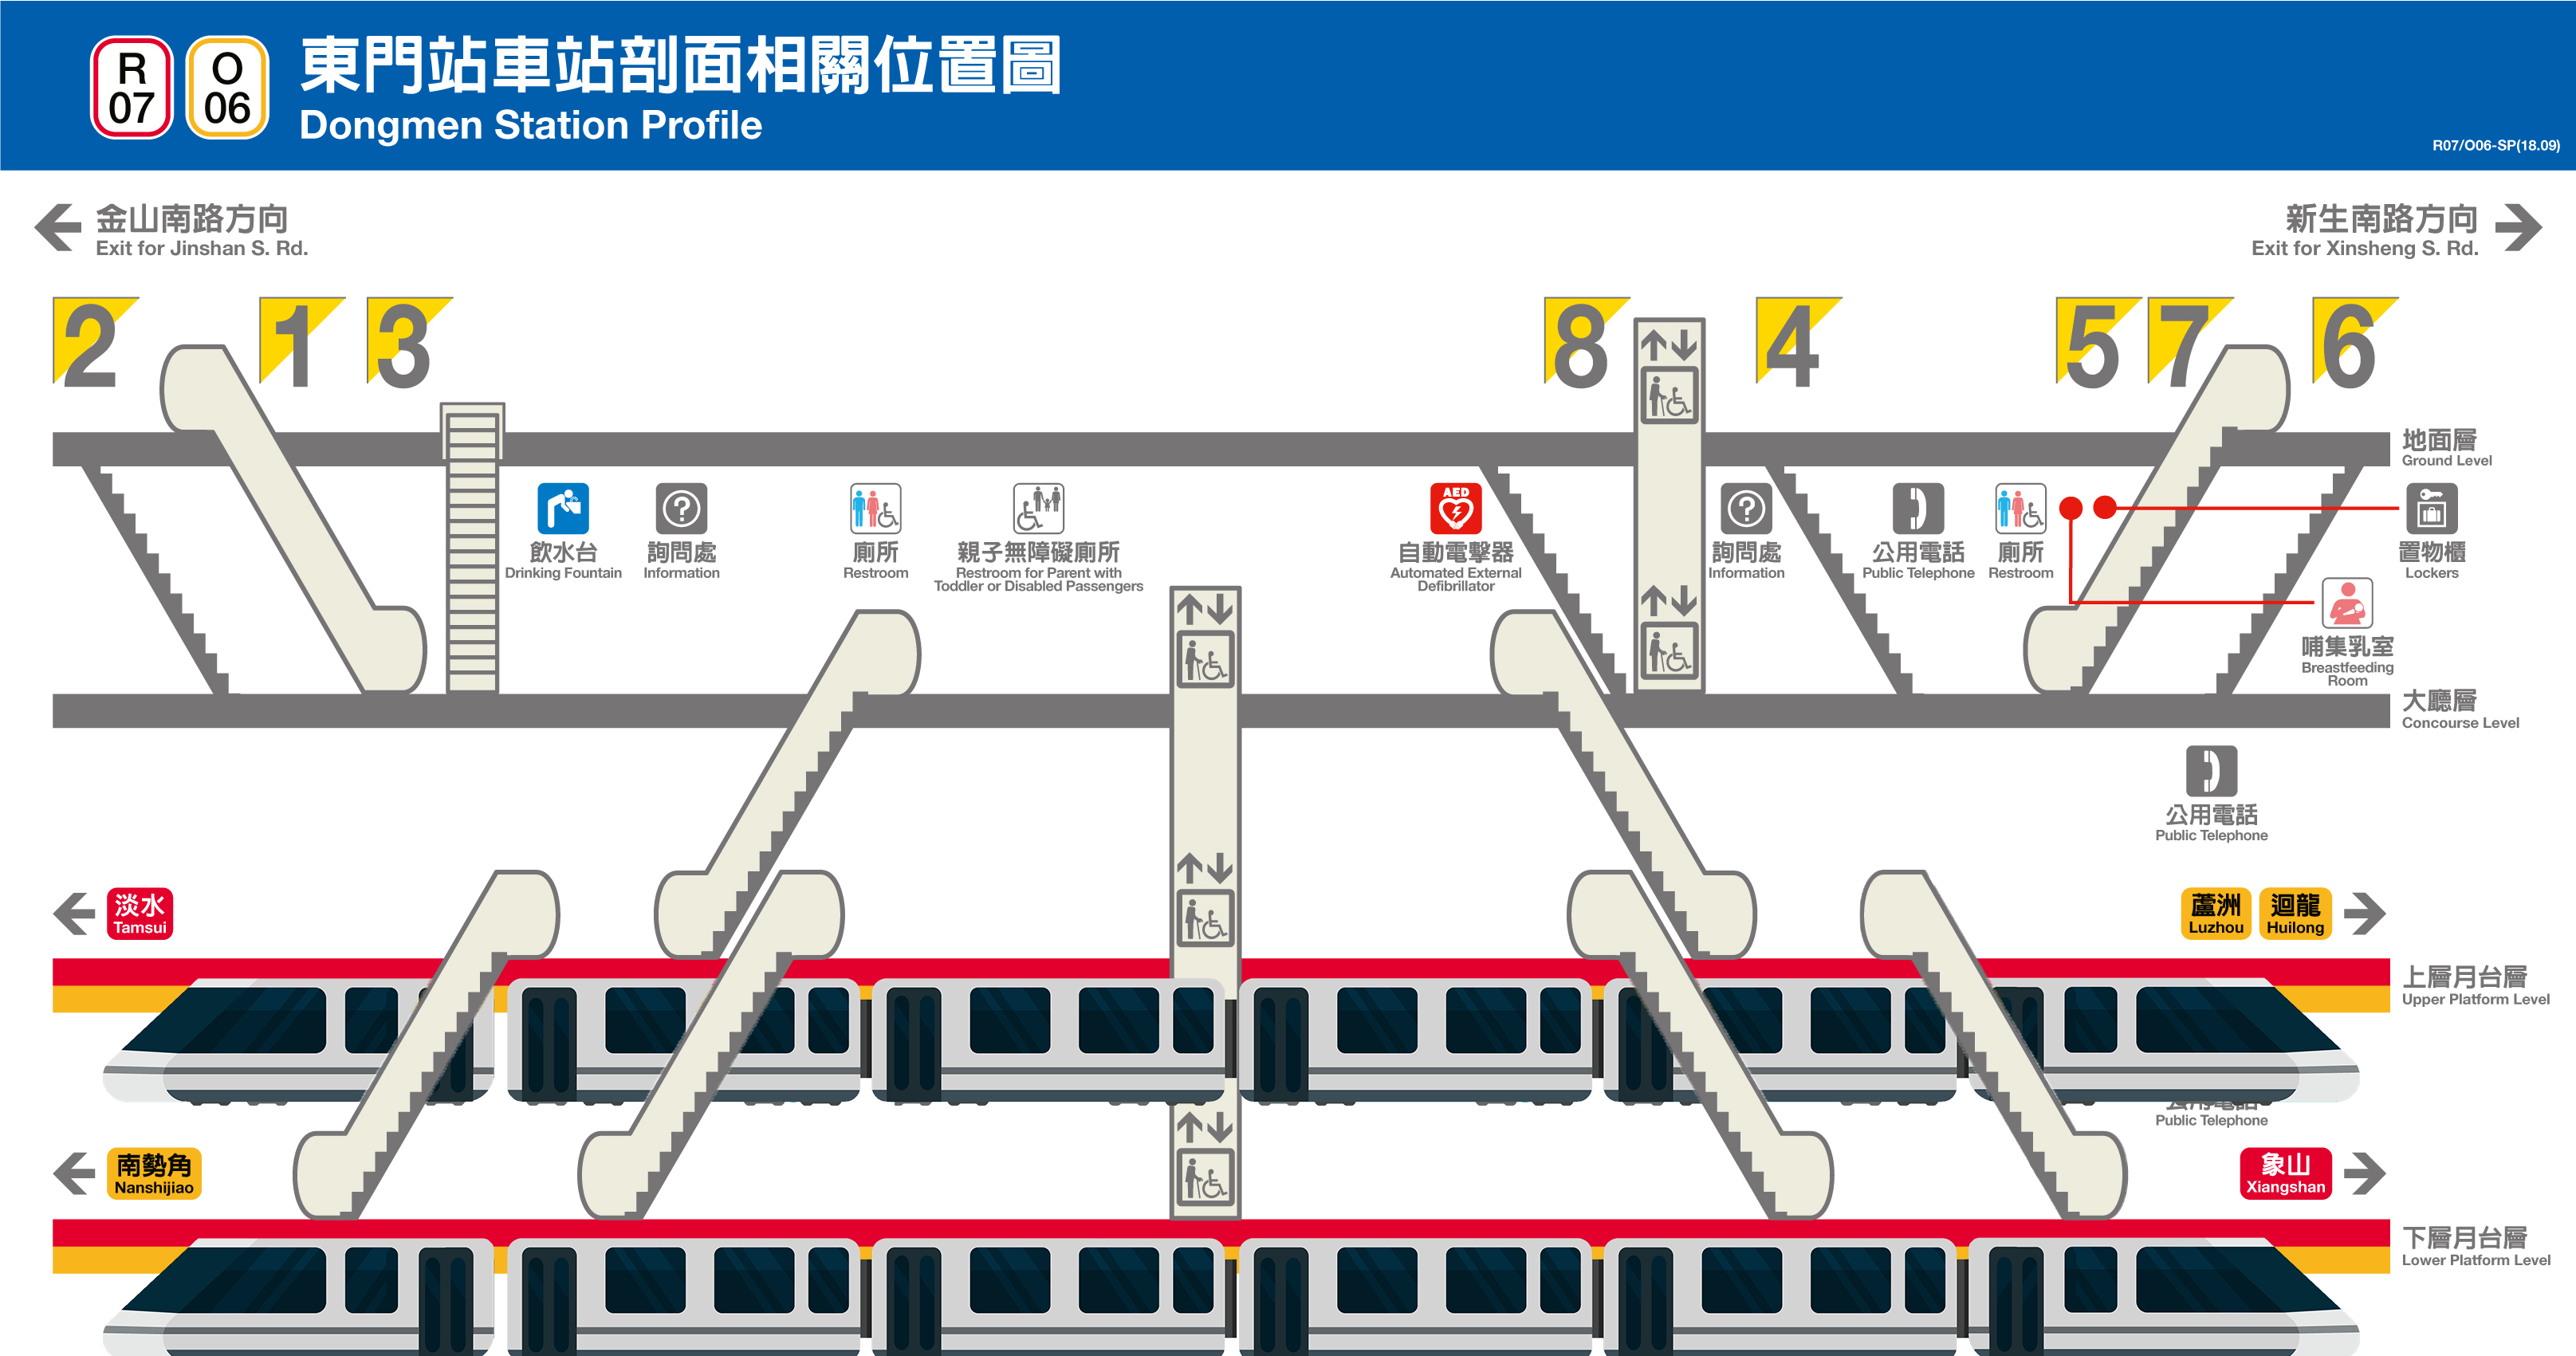 R
07
O
06
東門站車站剖面相關位置圖
Dongmen Station Profile
R07/O06-SP(18.09)
金山南路方向
Exit for Jinshan S. Rd.
新生南路方向
Exit for Xinsheng S. Rd.
2
1
3
8
4
5
7
6
地面層
Ground Level
飲水台
Drinking Fountain
?
詢問處
Information
廁所
Restroom
親子無障礙廁所
Restroom for Parent with
Toddler or Disabled Passengers
AED
自動電擊器
Automated External
Defibrillator
?
詢問處
Information
公用電話
Public Telephone
廁所
Restroom
置物櫃
Lockers
哺集乳室
Breastfeeding
Room
大廳層
Concourse Level
公用電話
Public Telephone
淡水
Tamsui
蘆洲
Luzhou
迴龍
Huilong
上層月台層
Upper Platform Level
公用電話
Public Telephone
南勢角
Nanshijiao
象山
Xiangshan
下層月台層
Lower Platform Level